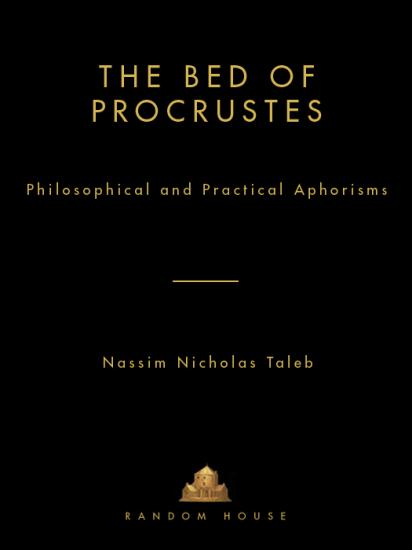 THE BED OF
PROCRUSTES
Philosophical and Practical Aphorisms
Nassim Nicholas Taleb
RANDOM HOUSE